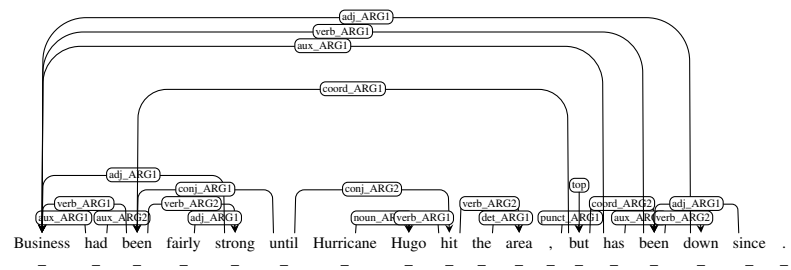 adj_ARG1
verb_ARG1
aux_ARG1
coord_ARG1
adj_ARG1
conj_ARG1 conj_ARG2
top
verb_ARG1 verb_ARG2 verb_ARG2 coord_ARG2 adj_ARG1
aux_ARG1 aux_ARG2 adj_ARG1 verb_ARG1 det_ARG1 punct_ARG1 verb_ARG2
Business had been fairly strong until Hurricane Hugo hit the area , but has been down since .
_ _ _ _ _ _ _ _ _ _ _ _ _ _ _ _ _ _